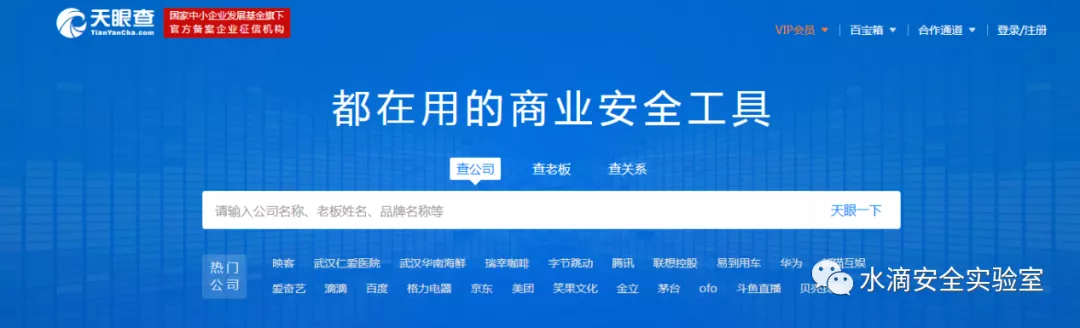 天眼查
TianYanCha.com
国家中小企业发展基金旗下
官方备案企业征信机构
VIP会员 百宝箱 合作通道 登录/注册
都在用的商业安全工具
查公司 查老板 查关系
请输入公司名称、老板姓名、品牌名称等 天眼一下
热门
公司
映客 武汉仁爱医院 武汉华南海鲜 瑞幸咖啡 字节跳动 腾讯 联想控股 易到用车 华为 互娱
爱奇艺 滴滴 百度 格力电器 京东 美团 笑果文化 金立 茅台 ofo 斗鱼直播 贝壳
水滴安全实验室